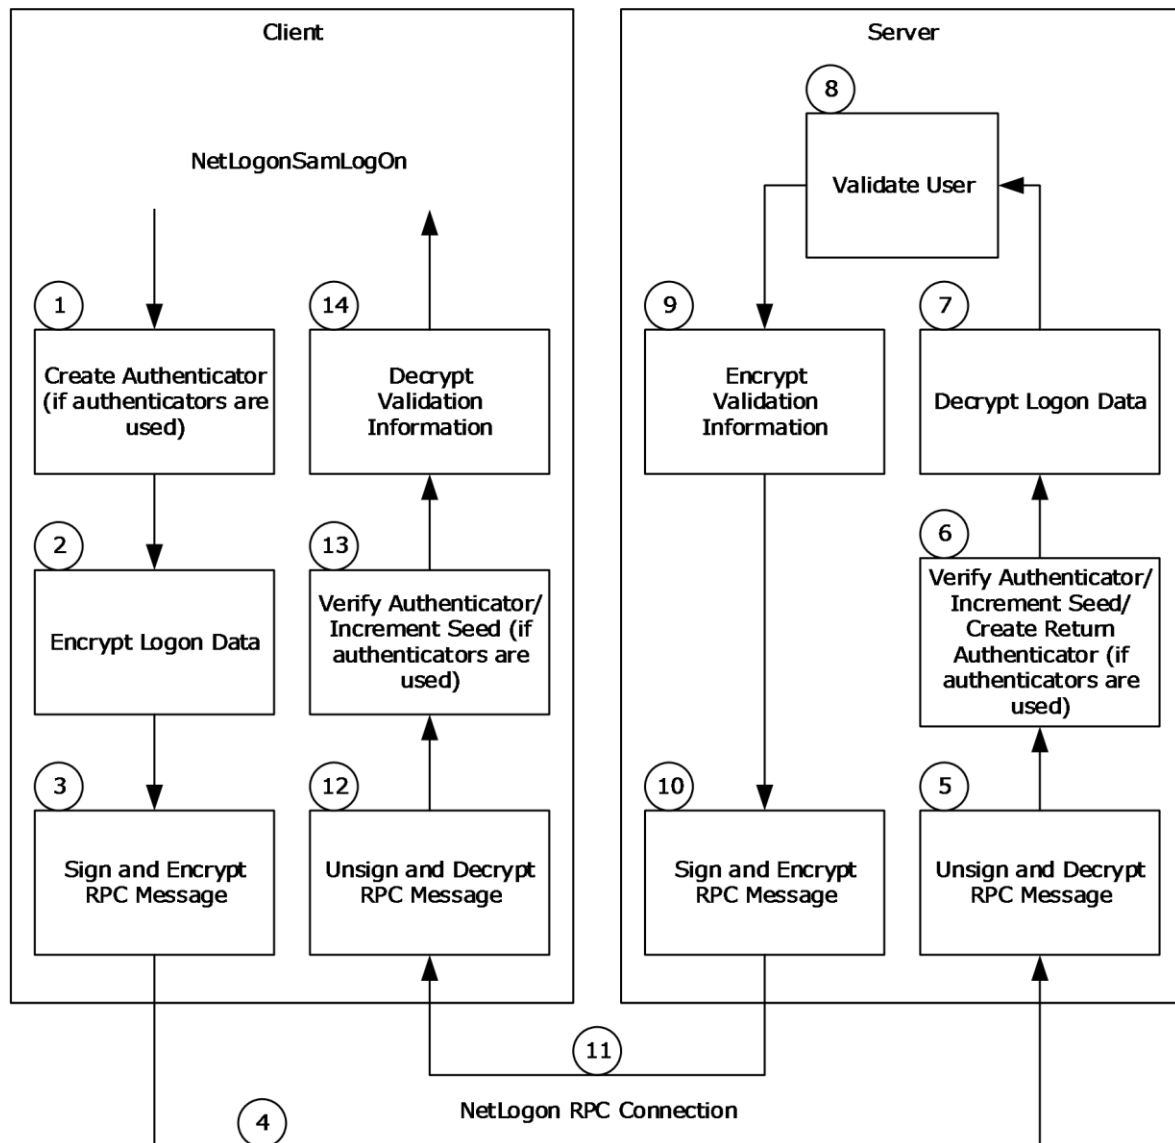 Client
NetLogonSamLogOn
1
Create Authenticator
(if authenticators are
used)
2
Encrypt Logon Data
3
Sign and Encrypt
RPC Message
14
Decrypt
Validation
Information
13
Verify Authenticator/
Increment Seed (if
authenticators are
used)
12
Unsign and Decrypt
RPC Message
Server
8
Validate User
9
Encrypt
Validation
Information
10
Sign and Encrypt
RPC Message
7
Decrypt Logon Data
6
Verify Authenticator/
Increment Seed/
Create Return
Authenticator (if
authenticators are
used)
5
Unsign and Decrypt
RPC Message
11
NetLogon RPC Connection
4